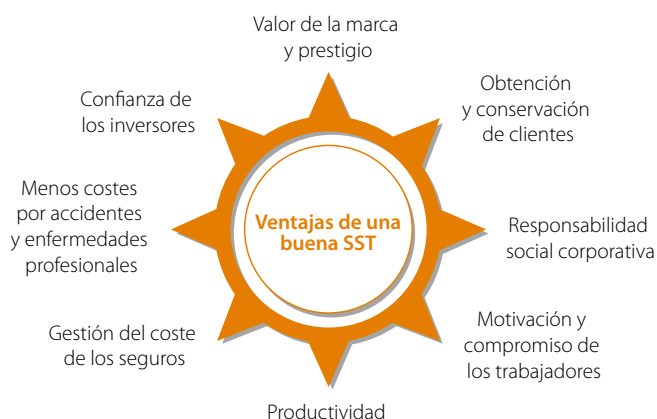 Valor de la marca
y prestigio
Obtención
y conservación
de clientes
Responsabilidad
social corporativa
Motivación y
compromiso de
los trabajadores
Productividad
Gestión del coste
de los seguros
Menos costes
por accidentes
y enfermedades
profesionales
Confianza de
los inversores
Ventajas de una
buena SST